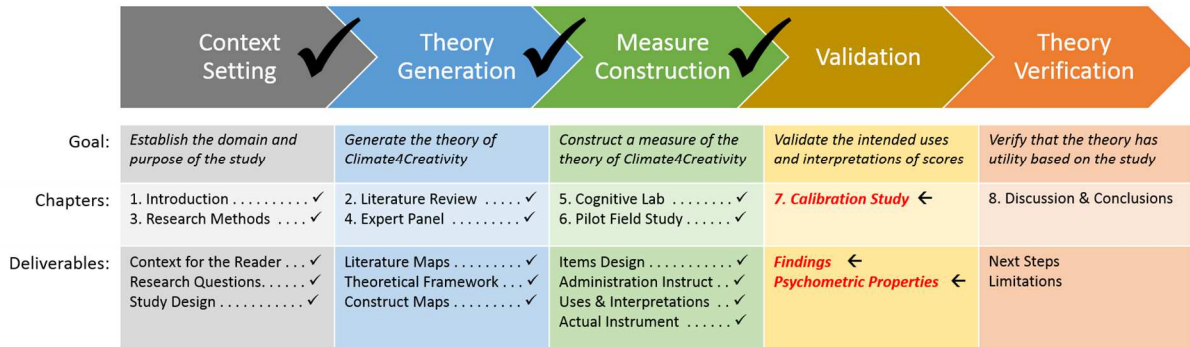 Context
Setting
Theory
Generation
Measure
Construction
Validation
Theory
Verification
Goal:
Establish the domain and
purpose of the study
Generate the theory of
Climate4Creativity
Construct a measure of the
theory of Climate4Creativity
Validate the intended uses
and interpretations of scores
Verify that the theory has
utility based on the study
Chapters:
1. Introduction . . . . . . . . . . ✓
3. Research Methods . . . . ✓
2. Literature Review . . . . . ✓
4. Expert Panel . . . . . . . . . ✓
5. Cognitive Lab . . . . . . . . ✓
6. Pilot Field Study . . . . . . ✓
7. Calibration Study ←
8. Discussion & Conclusions
Deliverables:
Context for the Reader . . . ✓
Research Questions. . . . . . ✓
Study Design . . . . . . . . . . . ✓
Literature Maps . . . . . . . . . ✓
Theoretical Framework . . . ✓
Construct Maps . . . . . . . . . ✓
Items Design . . . . . . . . . . . ✓
Administration Instruct . . ✓
Uses & Interpretations . . ✓
Actual Instrument . . . . . . ✓
Findings ←
Psychometric Properties ←
Next Steps
Limitations